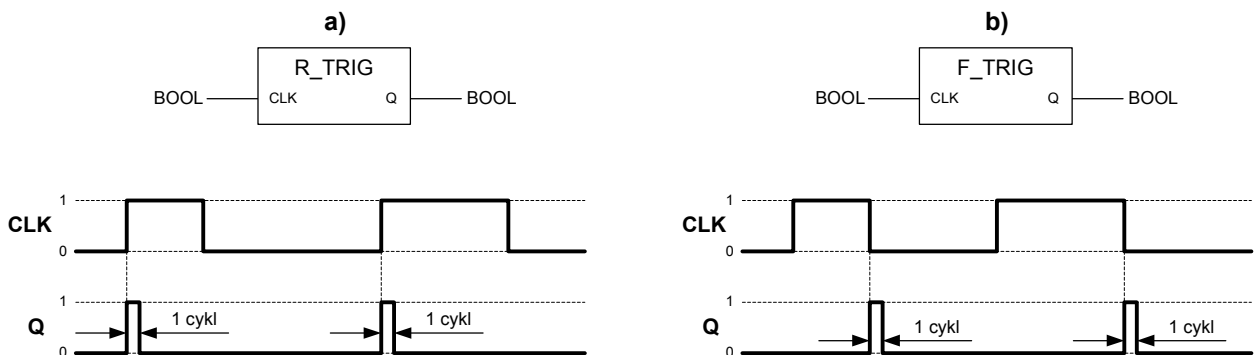 a)
R_TRIG
BOOL CLK Q BOOL
1
CLK
0
1
1 cykl 1 cykl
Q
0
b)
F_TRIG
BOOL CLK Q BOOL
1
CLK
0
1
1 cykl 1 cykl
Q
0